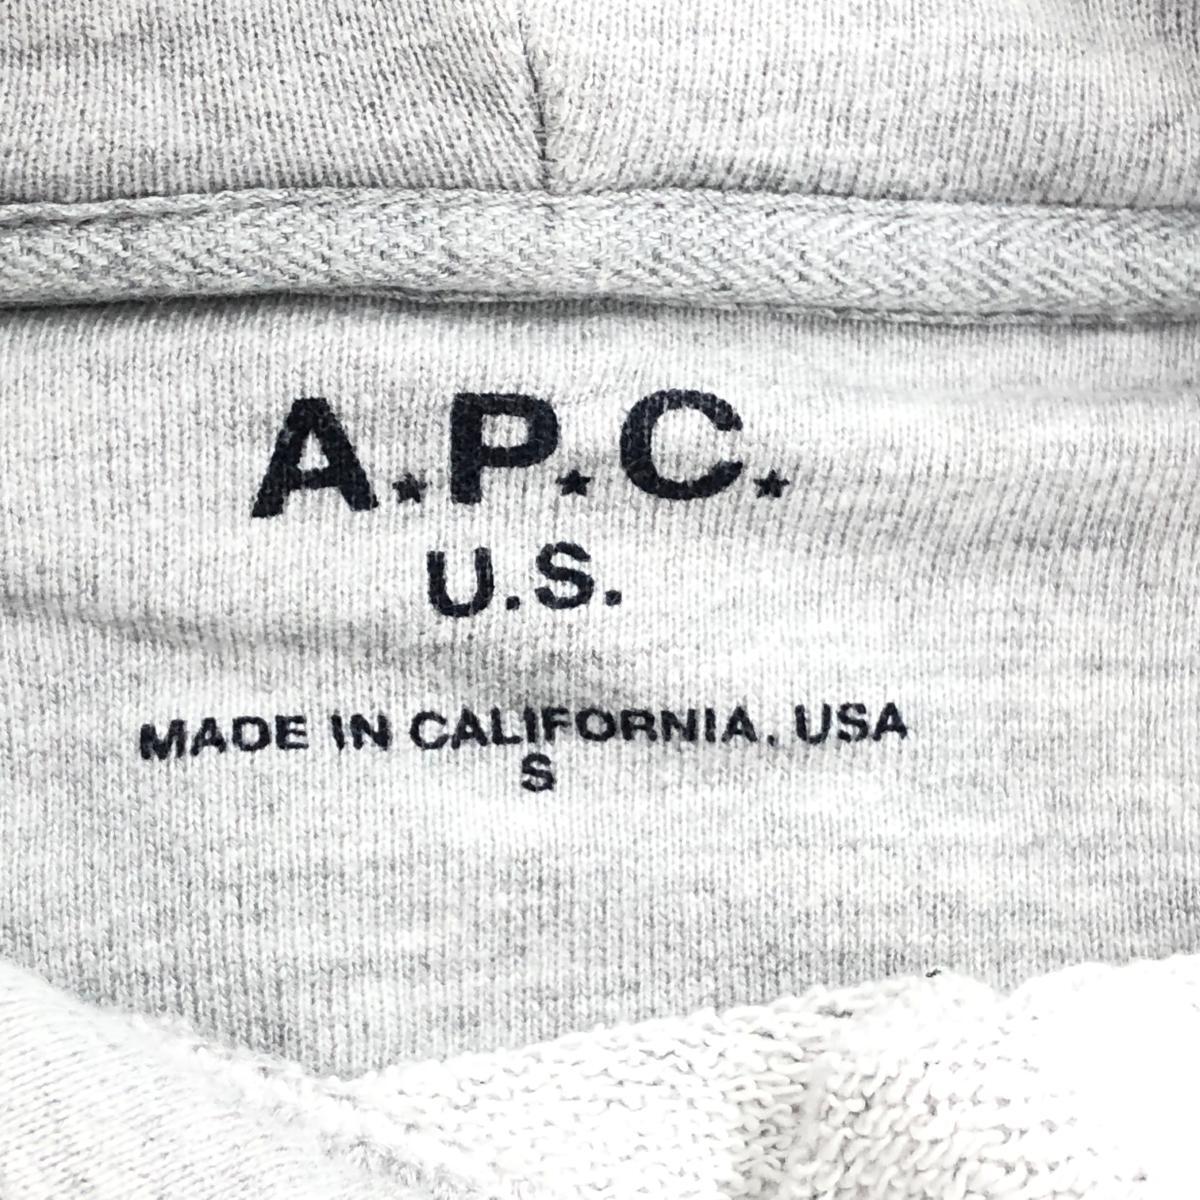 A★P★C★
U.S.
MADE IN CALIFORNIA, USA
S